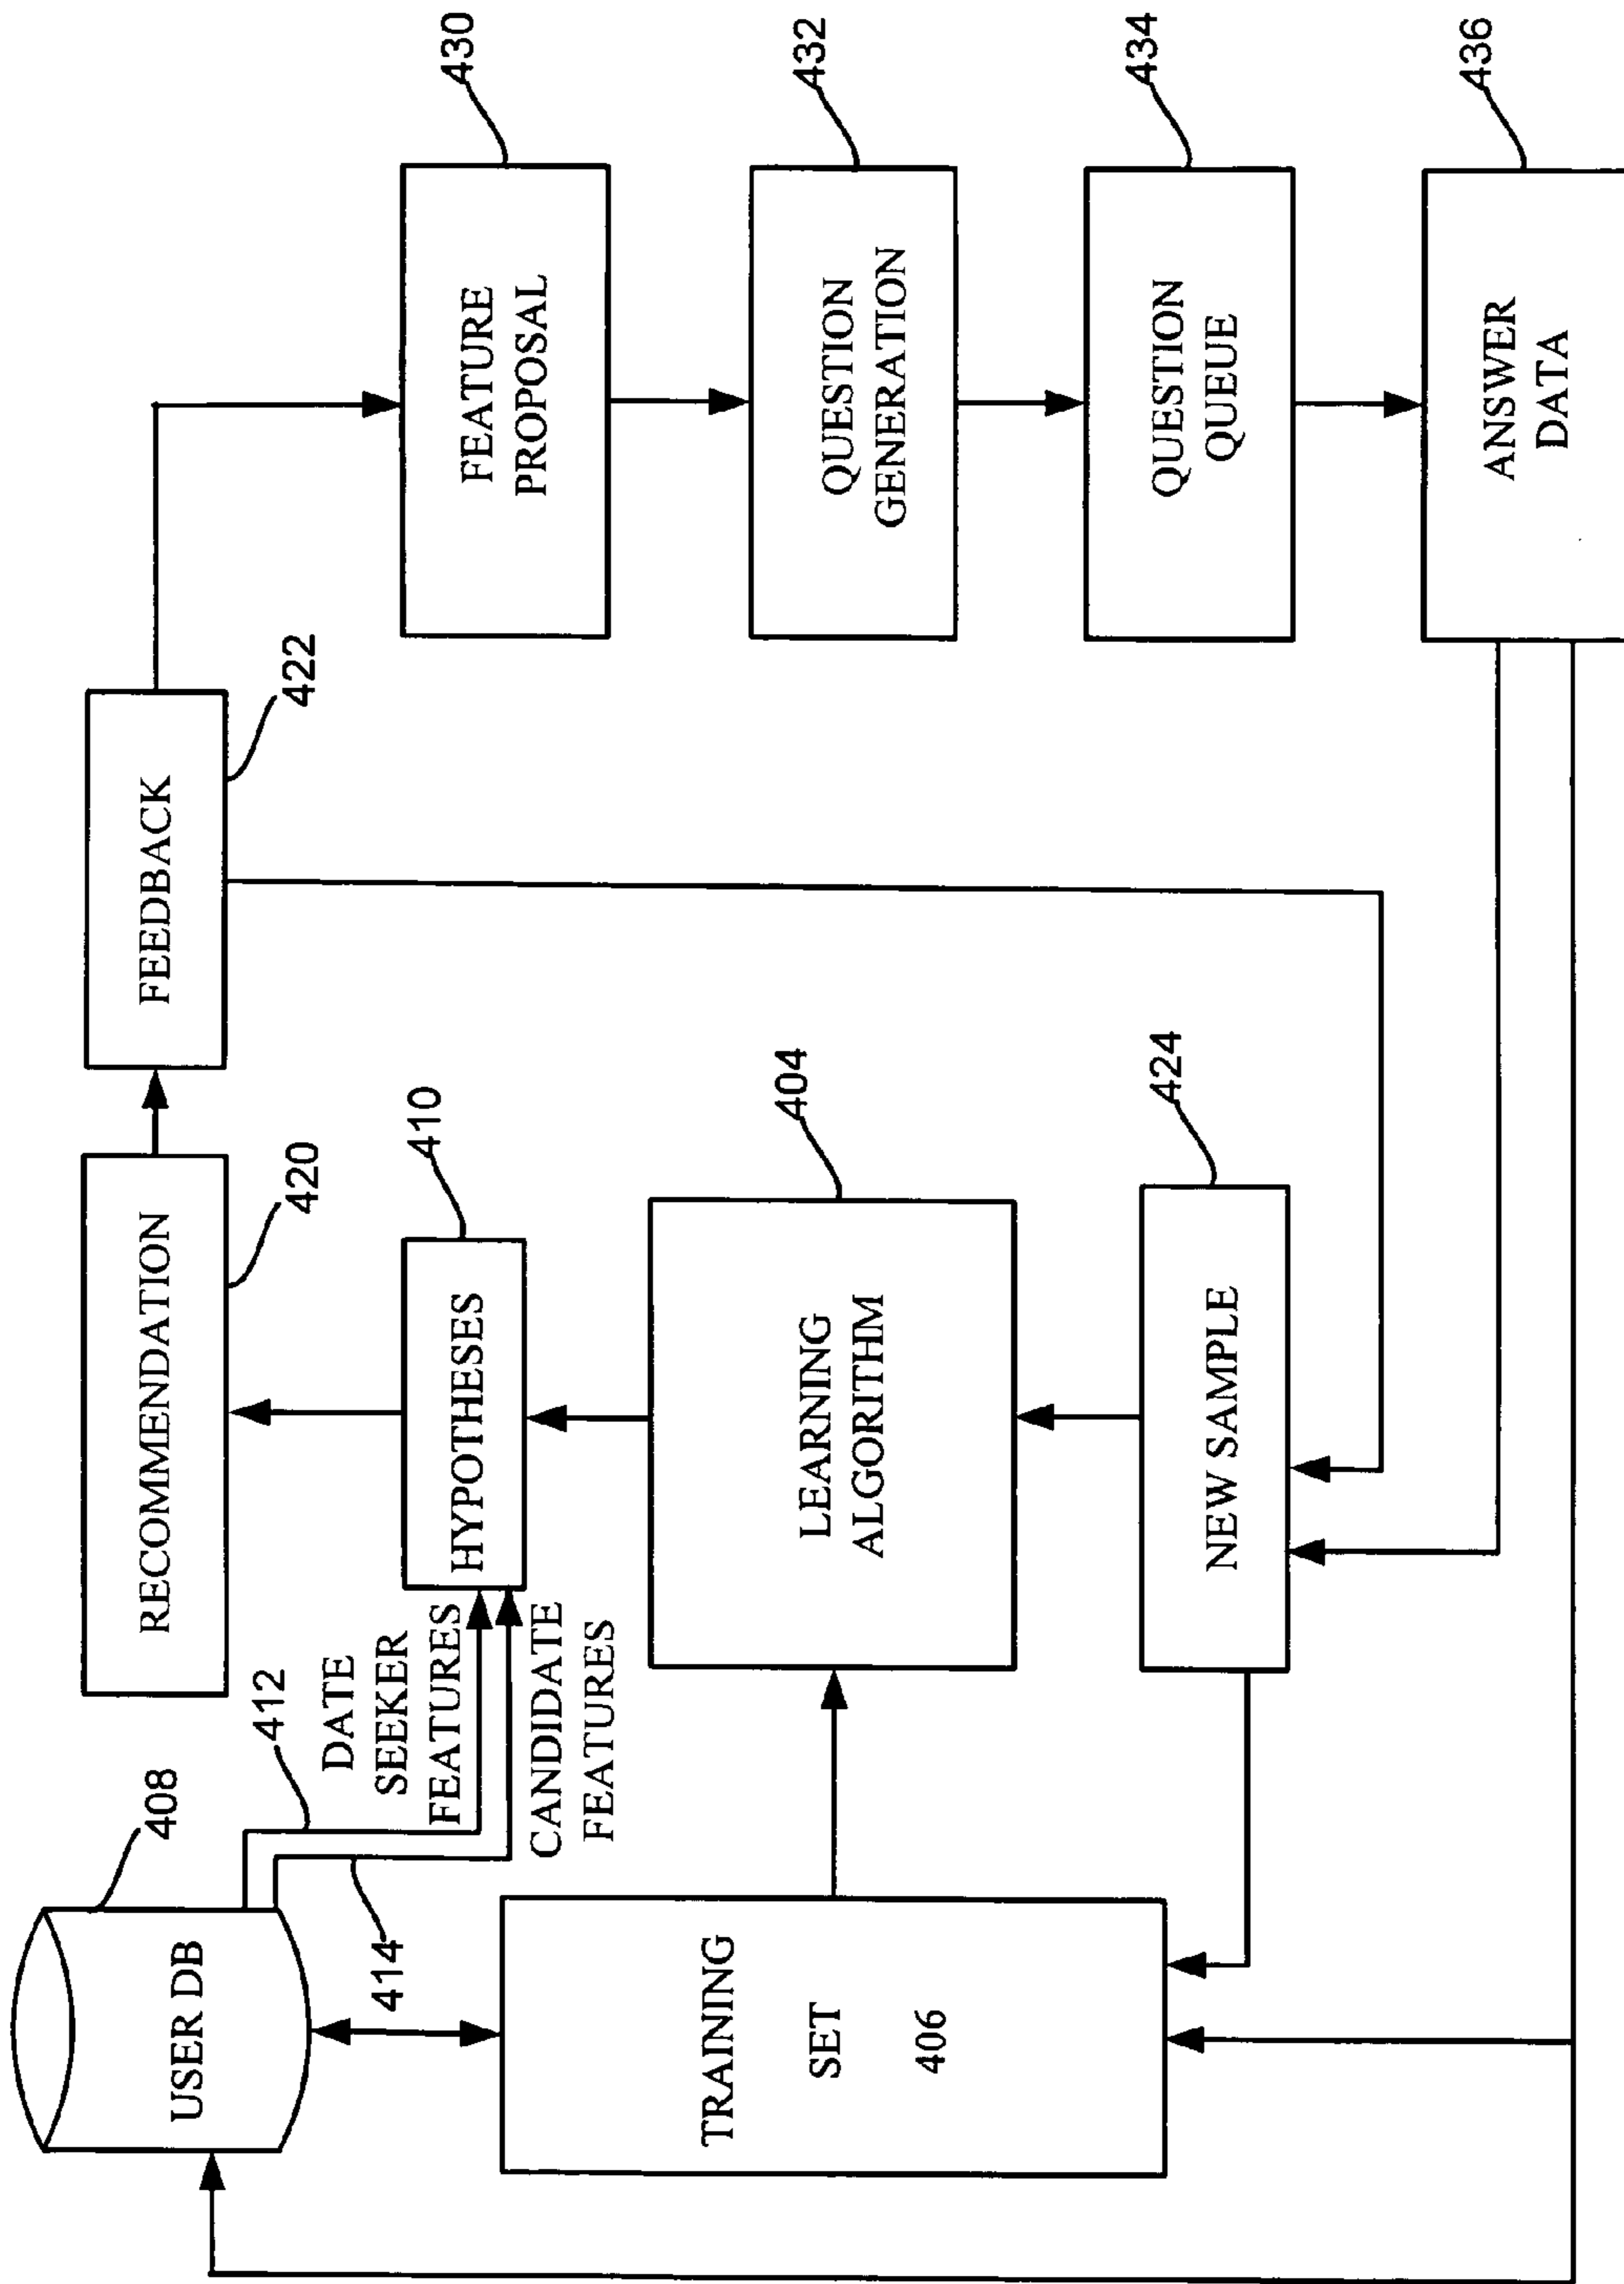 USER DB
408
412
414
DATE
SEEKER
FEATURES
CANDIDATE
FEATURES
TRAINING
SET
406
RECOMMENDATION
420
HYPOTHESES
410
LEARNING
ALGORITHM
404
NEW SAMPLE
424
FEEDBACK
422
FEATURE
PROPOSAL
430
QUESTION
GENERATION
432
QUESTION
QUEUE
434
ANSWER
DATA
436